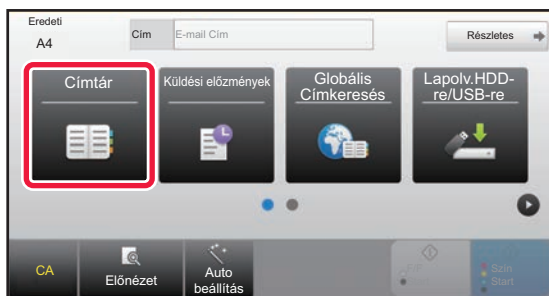 Eredeti
A4
Cím
E-mail Cím
Részletes
Címtár
Küldési előzmények
Globális
Címkeresés
Lapolv.HDD-
re/USB-re
CA
Előnézet
Auto
beállítás
Szín
Start